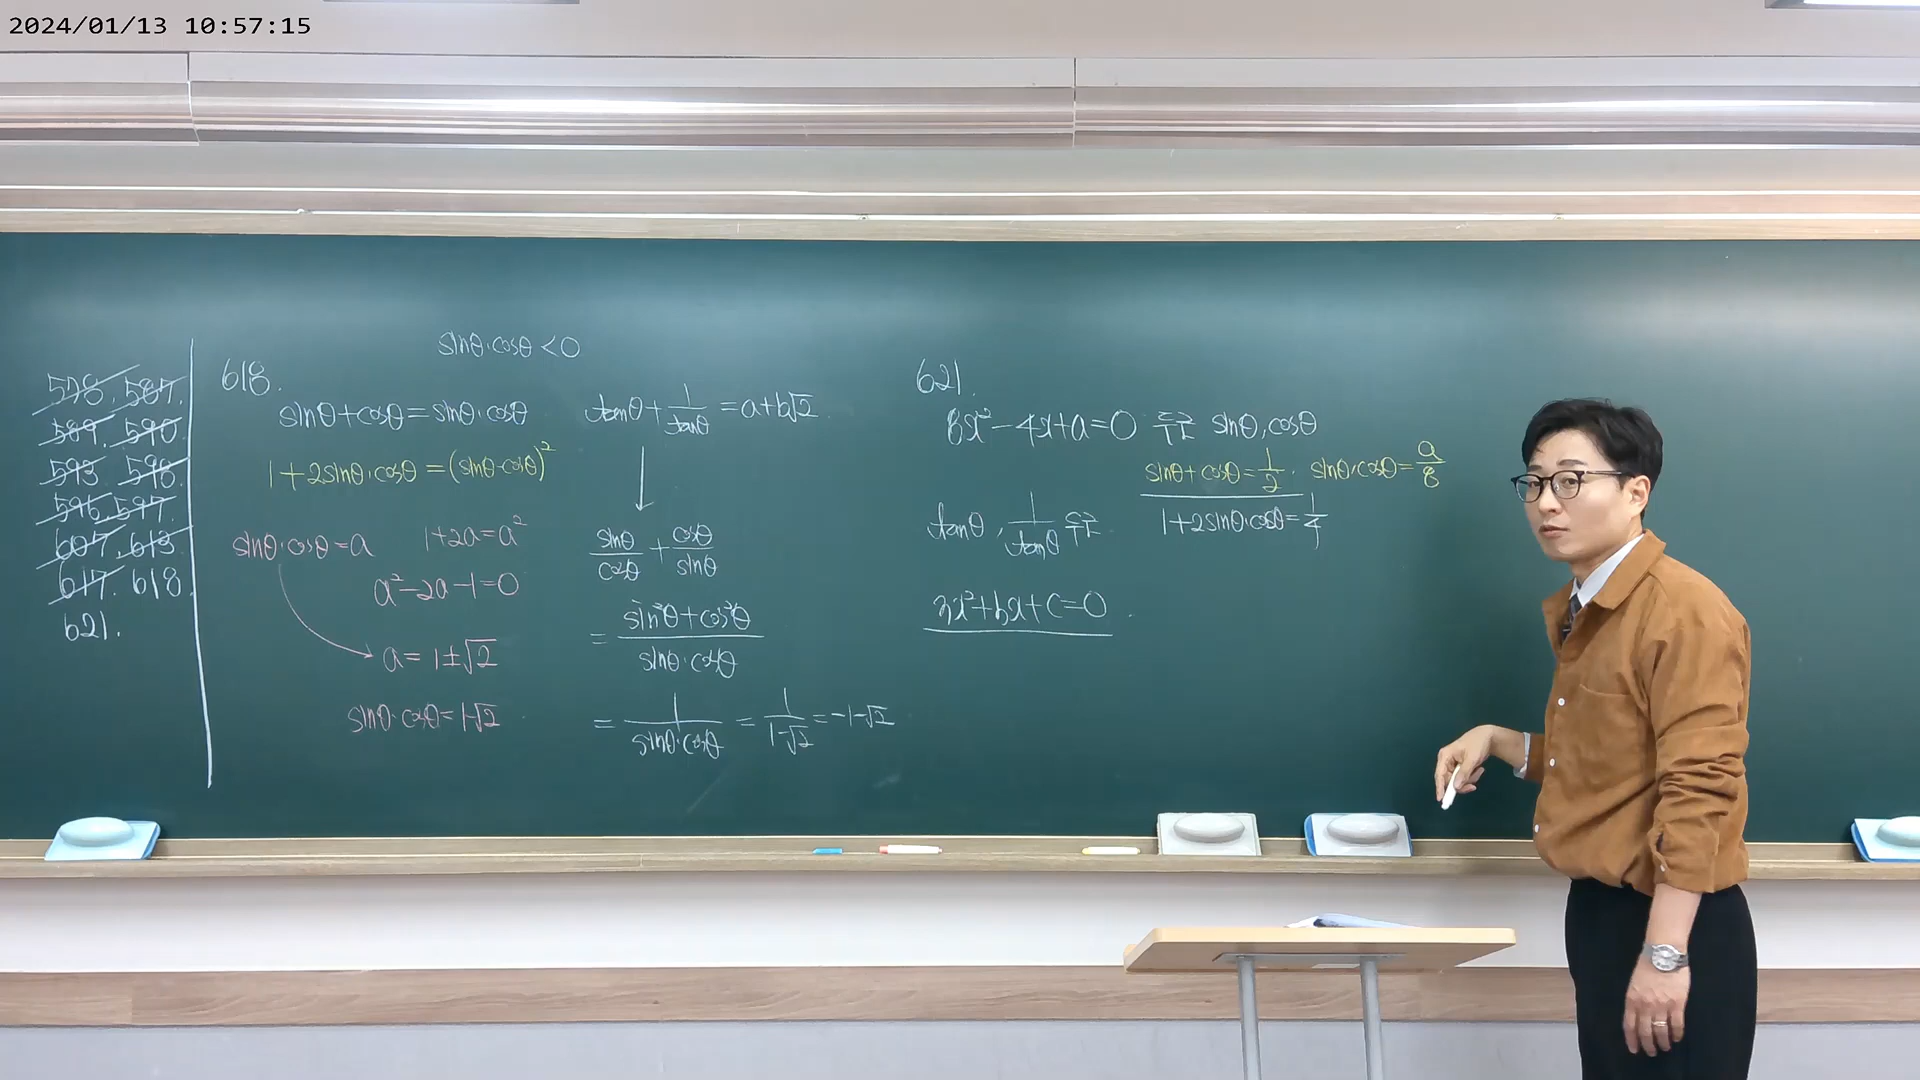 2024/01/13 10:57:15
578. 587.
589. 590
593 598
596. 597.
607. 613
617. 618
621.
618.
sinθ·cosθ<0
sinθ+cosθ=sinθ·cosθ
1+2sinθ·cosθ=(sinθ·cosθ)²
sinθ·cosθ=a
1+2a=a²
a²-2a-1=0
a=1±√2
sinθ·cosθ=1-√2
tanθ+1/tanθ=a+b√2
sinθ/cosθ+cosθ/sinθ
=(sin²θ+cos²θ)/(sinθ·cosθ)
=1/(sinθ·cosθ)=1/(1-√2)=-1-√2
621.
8x²-4x+a=0 두근 sinθ, cosθ
sinθ+cosθ=1/2. sinθ·cosθ=a/8
1+2sinθ·cosθ=1/4
tanθ, 1/tanθ 두근
3x²+bx+c=0